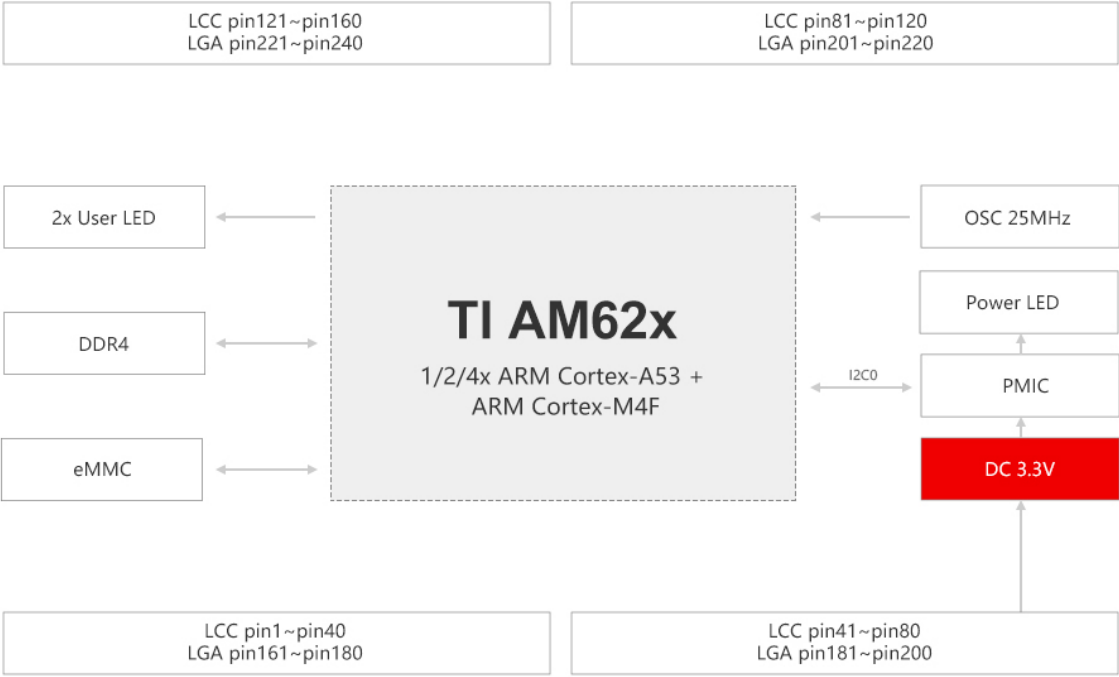 LCC pin121~pin160
LGA pin221~pin240
LCC pin81~pin120
LGA pin201~pin220
2x User LED
OSC 25MHz
Power LED
TI AM62x
DDR4
1/2/4x ARM Cortex-A53 +
ARM Cortex-M4F
I2C0
PMIC
eMMC
DC 3.3V
LCC pin1~pin40
LGA pin161~pin180
LCC pin41~pin80
LGA pin181~pin200